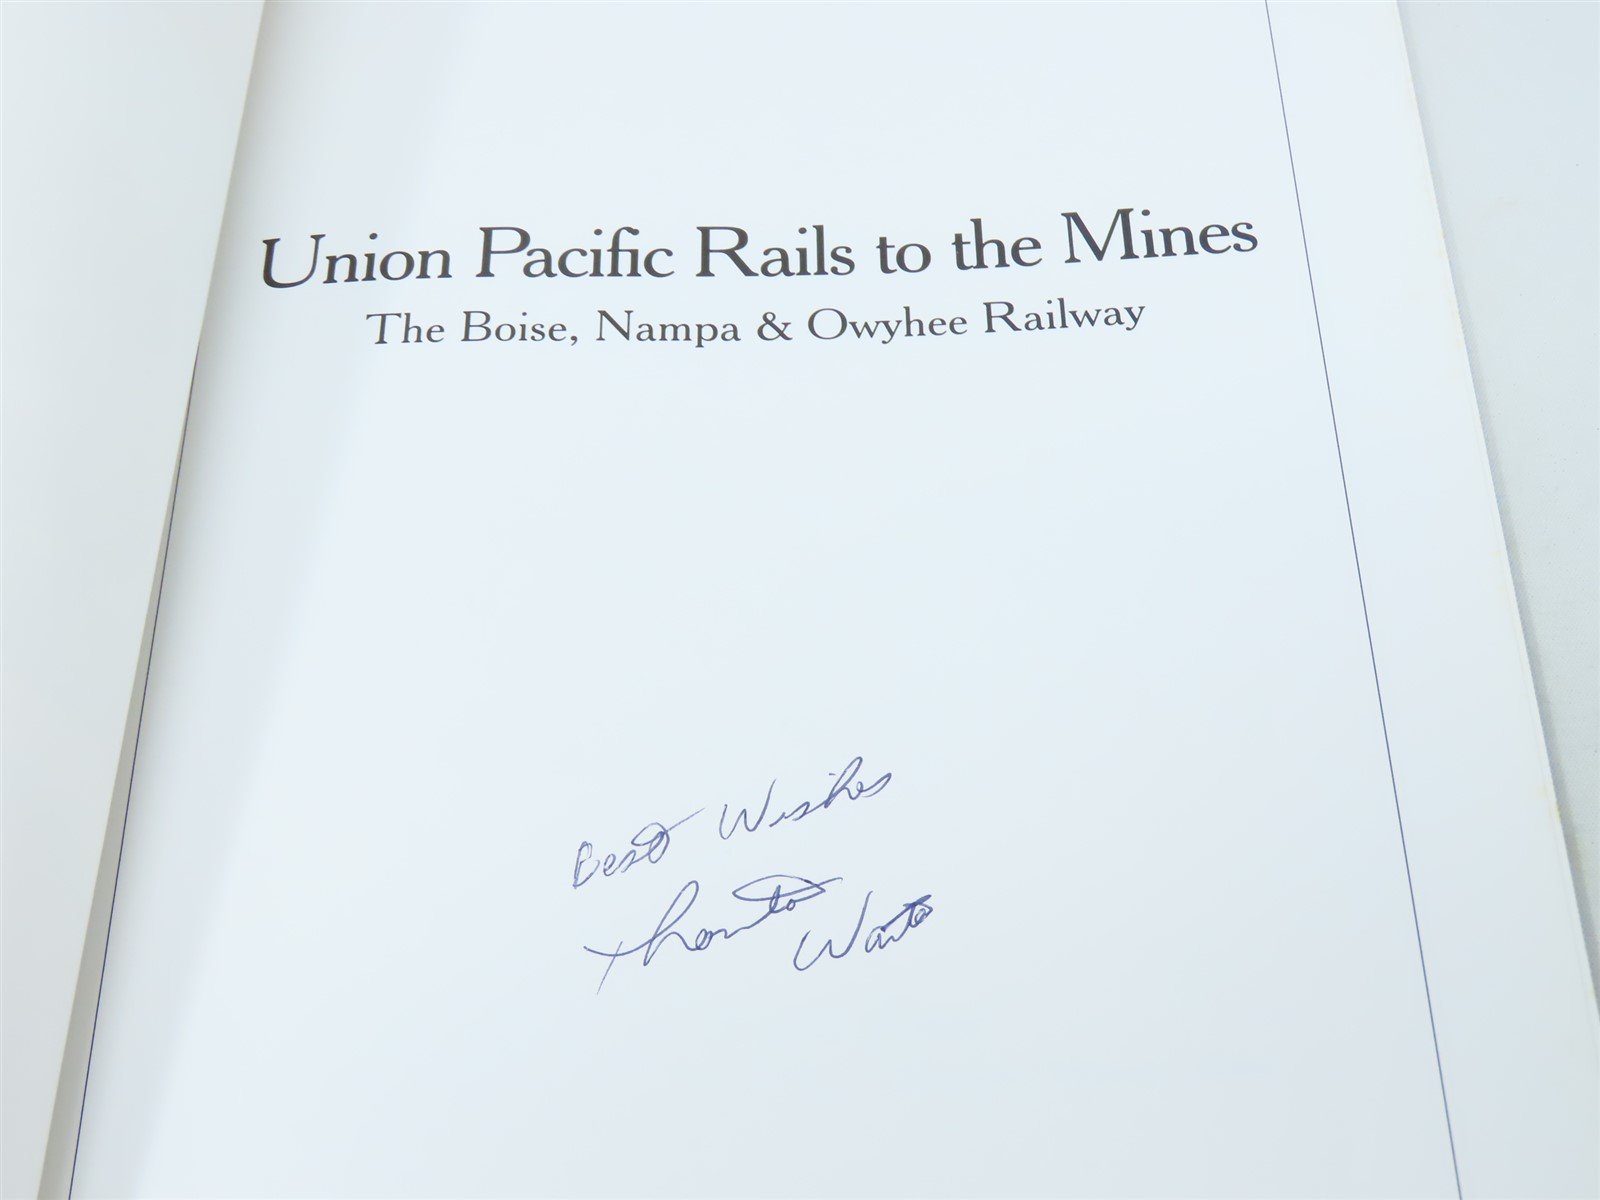 Union Pacific Rails to the Mines
The Boise, Nampa & Owyhee Railway
Best Wishes